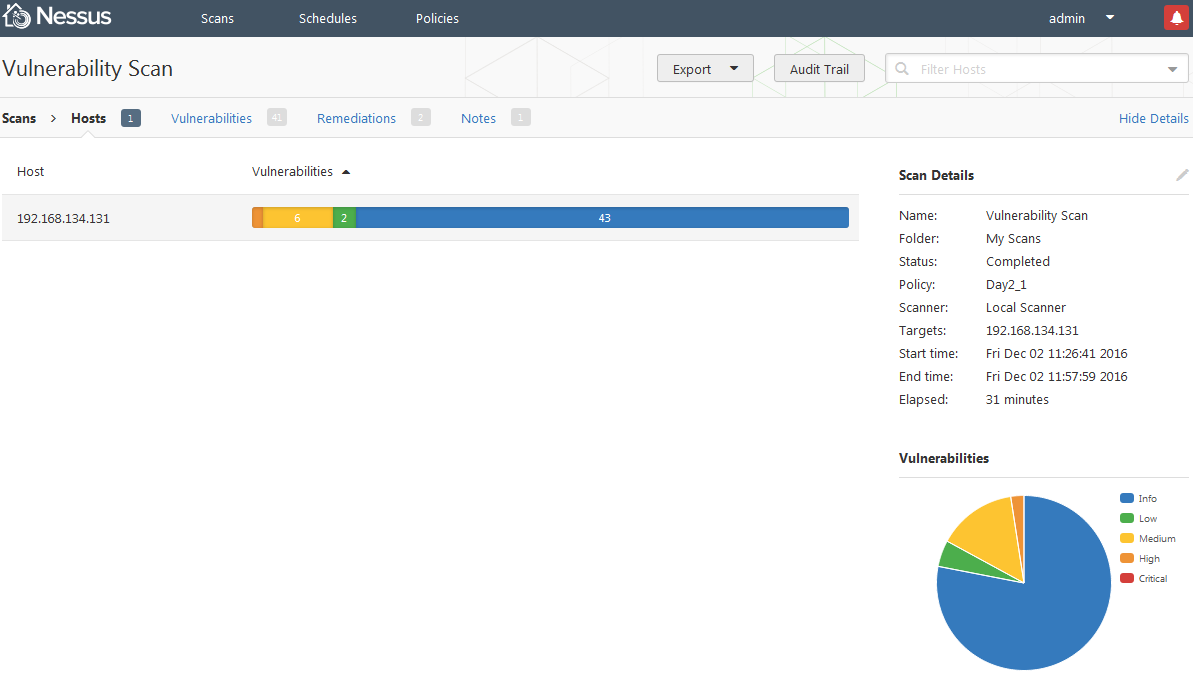 Nessus Scans Schedules Policies admin
Vulnerability Scan Export Audit Trail Filter Hosts
Scans > Hosts 1 Vulnerabilities 41 Remediations 2 Notes 1 Hide Details
Host Vulnerabilities
192.168.134.131 6 2 43
Scan Details
Name: Vulnerability Scan
Folder: My Scans
Status: Completed
Policy: Day2_1
Scanner: Local Scanner
Targets: 192.168.134.131
Start time: Fri Dec 02 11:26:41 2016
End time: Fri Dec 02 11:57:59 2016
Elapsed: 31 minutes
Vulnerabilities
Info
Low
Medium
High
Critical